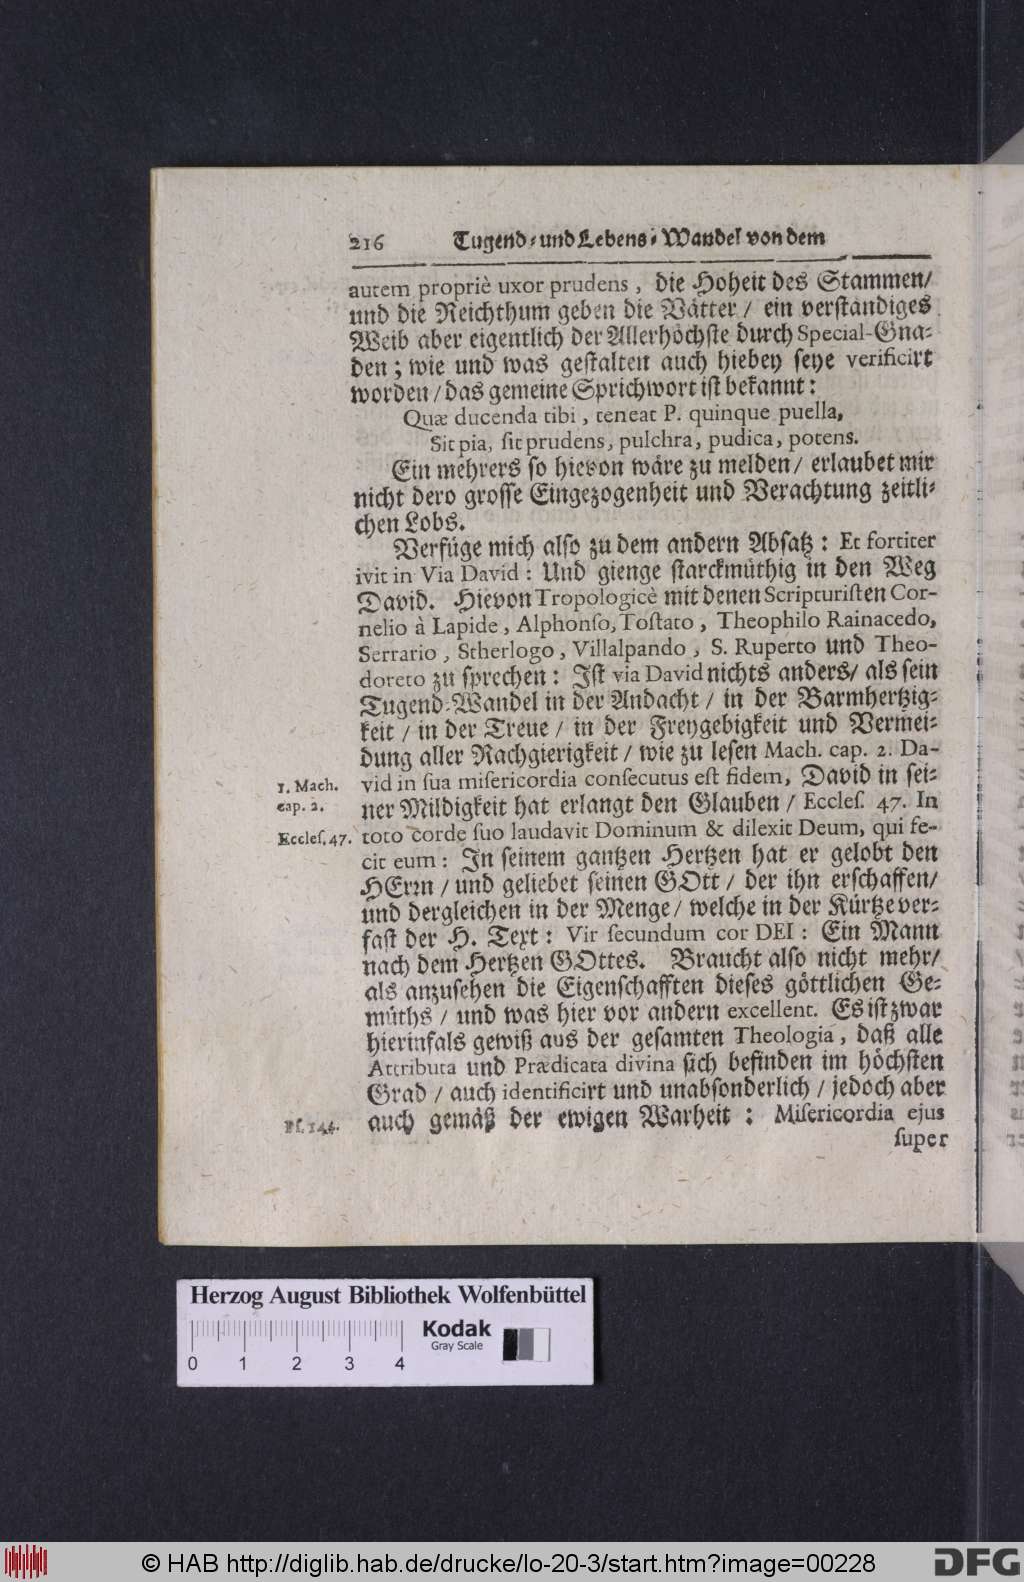 216 Tugend- und Lebens-Wandel von dem
autem propriè uxor prudens, die Hoheit des Stammen/
und die Reichthum geben die Vätter/ ein verständiges
Weib aber eigentlich der Allerhöchste durch Special-Gna-
den; wie und was gestalten auch hiebey seye verificirt
worden/ das gemeine Sprichwort ist bekannt:
Quæ ducenda tibi, teneat P. quinque puella,
Sit pia, sit prudens, pulchra, pudica, potens.
Ein mehrers so hievon wäre zu melden/ erlaubet mir
nicht dero grosse Eingezogenheit und Verachtung zeitli-
chen Lobs.
Verfüge mich also zu dem andern Absatz: Et fortiter
ivit in Via David: Und gienge starckmüthig in den Weg
David. Hievon Tropologicè mit denen Scripturisten Cor-
nelio à Lapide, Alphonso, Tostato, Theophilo Rainacedo,
Serrario, Stherlogo, Villalpando, S. Ruperto und Theo-
doreto zu sprechen: Ist via David nichts anders/ als sein
Tugend-Wandel in der Andacht/ in der Barmhertzig-
keit/ in der Treue/ in der Freygebigkeit und Vermei-
dung aller Rachgierigkeit/ wie zu lesen Mach. cap. 2. Da-
1. Mach. cap. 2.
vid in sua misericordia consecutus est fidem, David in sei-
ner Mildigkeit hat erlangt den Glauben/ Eccles. 47. In
Eccles. 47.
toto corde suo laudavit Dominum & dilexit Deum, qui fe-
cit eum: In seinem gantzen Hertzen hat er gelobt den
HErrn/ und geliebet seinen GOtt/ der ihn erschaffen/
und dergleichen in der Menge/ welche in der Kürtze ver-
fast der H. Text: Vir secundum cor DEI: Ein Mann
nach dem Hertzen GOttes. Braucht also nicht mehr/
als anzusehen die Eigenschafften dieses göttlichen Ge-
müths/ und was hier vor andern excellent. Es ist zwar
hierinfals gewiß aus der gesamten Theologia, daß alle
Attributa und Prædicata divina sich befinden im höchsten
Grad/ auch identificirt und unabsonderlich/ jedoch aber
Ps. 144.
auch gemäß der ewigen Warheit: Misericordia ejus
super
Herzog August Bibliothek Wolfenbüttel
Kodak
Gray Scale
0 1 2 3 4
© HAB http://diglib.hab.de/drucke/lo-20-3/start.htm?image=00228
DFG